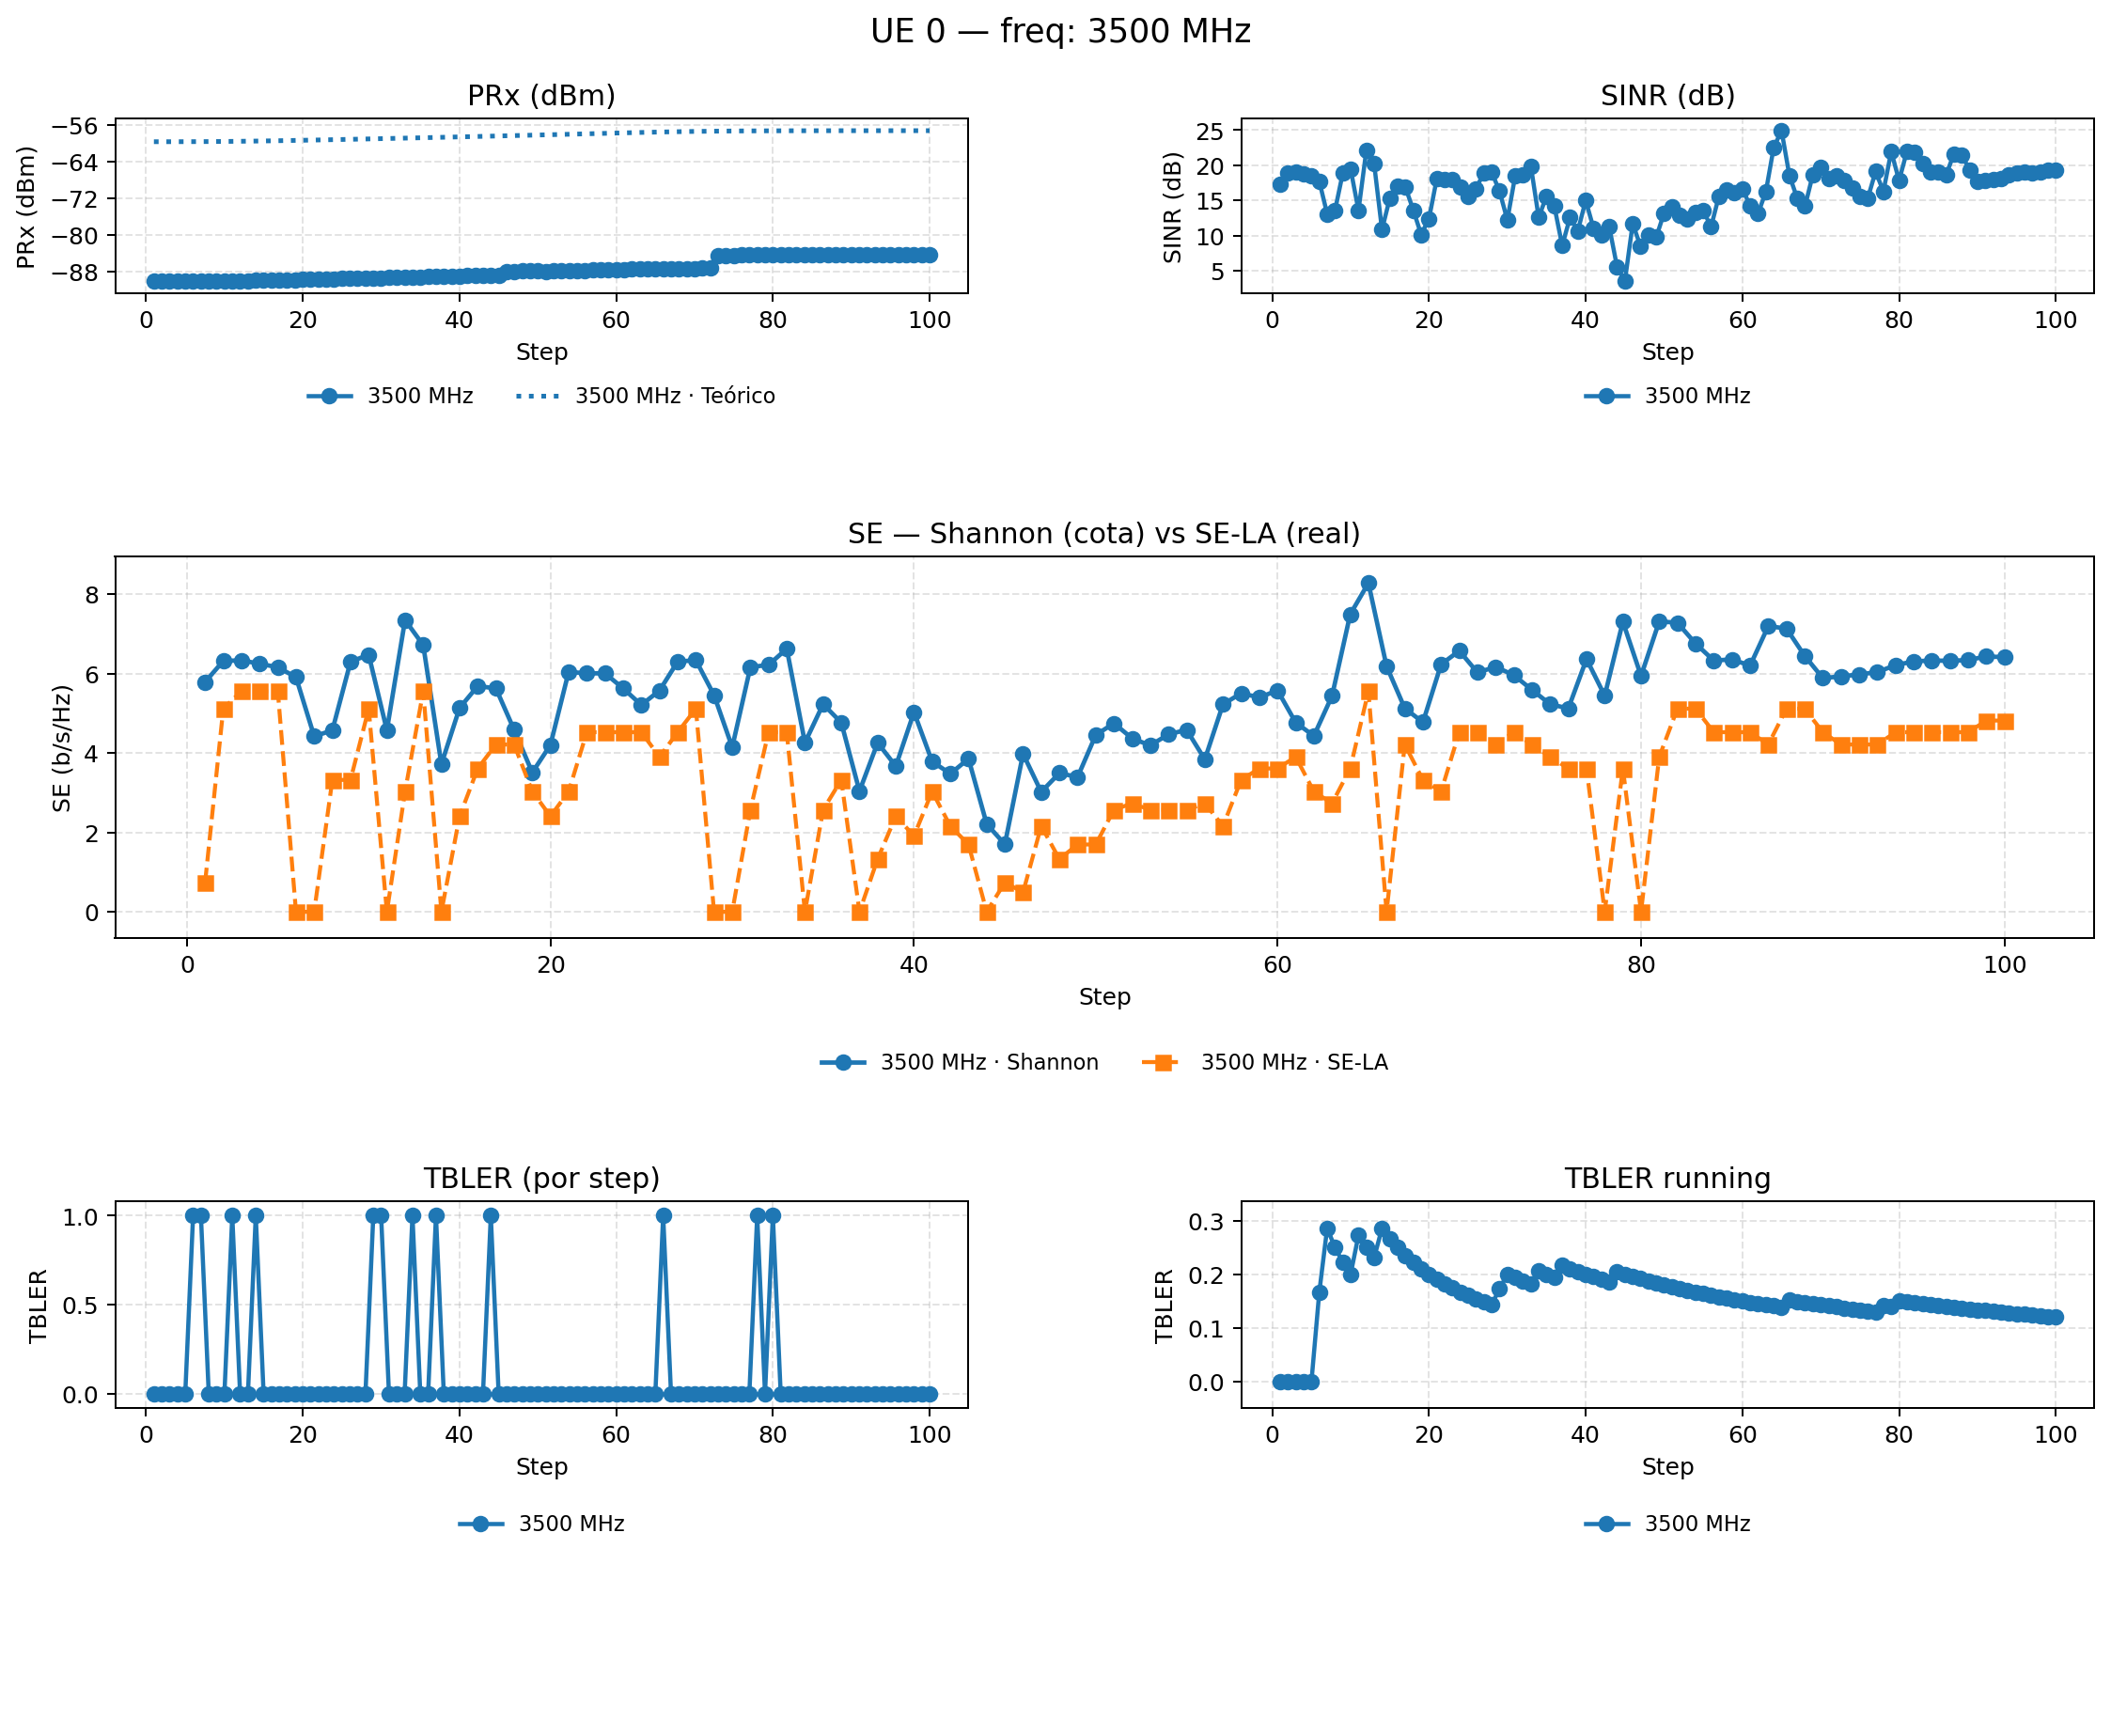 UE 0 — freq: 3500 MHz
PRx (dBm)
PRx (dBm)
−56
−64
−72
−80
−88
0 20 40 60 80 100
Step
3500 MHz 3500 MHz · Teórico
SINR (dB)
SINR (dB)
25
20
15
10
5
0 20 40 60 80 100
Step
3500 MHz
SE — Shannon (cota) vs SE-LA (real)
SE (b/s/Hz)
8
6
4
2
0
0 20 40 60 80 100
Step
3500 MHz · Shannon 3500 MHz · SE-LA
TBLER (por step)
TBLER
1.0
0.5
0.0
0 20 40 60 80 100
Step
3500 MHz
TBLER running
TBLER
0.3
0.2
0.1
0.0
0 20 40 60 80 100
Step
3500 MHz